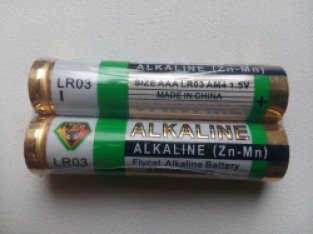 ALKALINE (Zn-Mn)
LR03
SIZE AAA LR03 AM4 1.5V
MADE IN CHINA
+
ALKALINE
ALKALINE (Zn-Mn)
LR03
Flycat Alkaline Battery